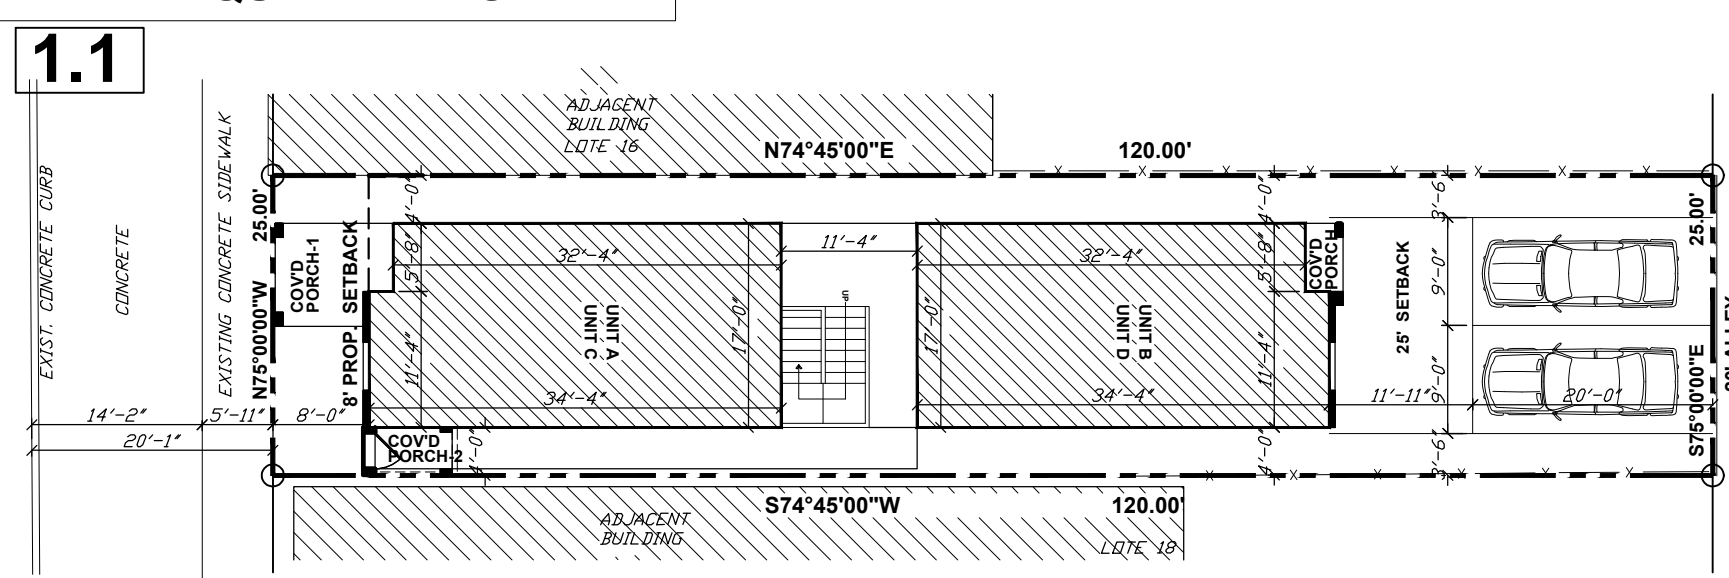 1.1
ADJACENT
BUILDING
LOTE 16
N74°45'00"E
120.00'
EXIST. CONCRETE CURB
CONCRETE
EXISTING CONCRETE SIDEWALK
25.00'
N75°00'00"W
COV'D
PORCH-1
8' PROP. SETBACK
4'-0"
5'-8"
11'-4"
32'-4"
UNIT A
UNIT C
34'-4"
17'-0"
11'-4"
UP
17'-0"
32'-4"
UNIT B
UNIT D
34'-4"
4'-0"
5'-8"
11'-4"
4'-0"
COV'D
PORCH
25' SETBACK
3'-6"
9'-0"
9'-0"
3'-6"
11'-11"
20'-0"
25.00'
S75°00'00"E
14'-2"
5'-11"
8'-0"
20'-1"
COV'D
PORCH-2
4'-0"
S74°45'00"W
120.00'
ADJACENT
BUILDING
LOTE 18